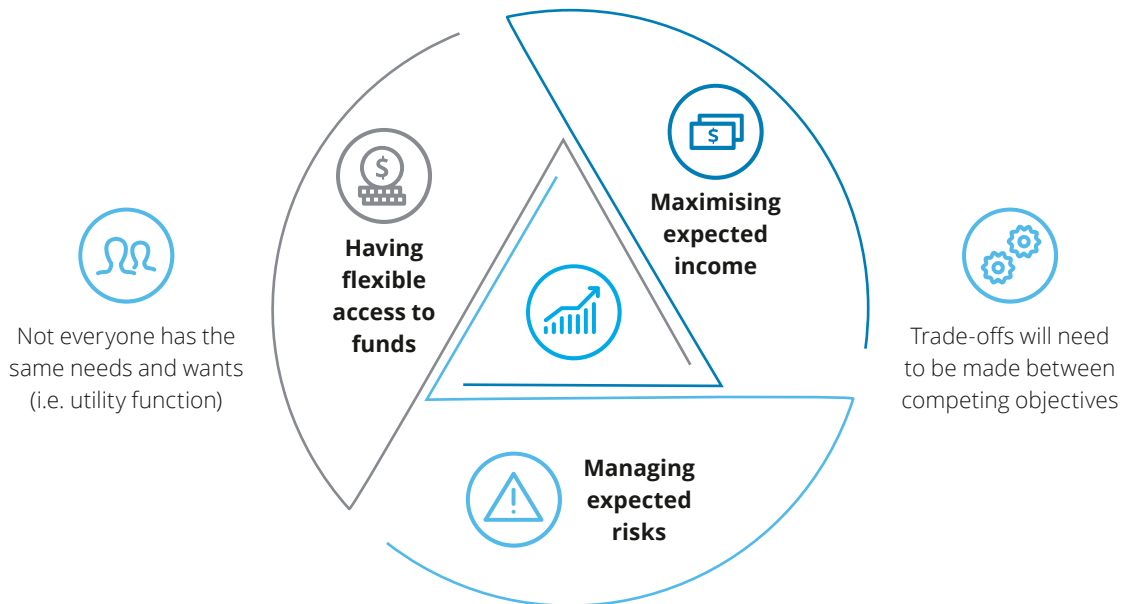 Not everyone has the
same needs and wants
(i.e. utility function)
$
Having
flexible
access to
funds
$
Maximising
expected
income
!
Managing
expected
risks
Trade-offs will need
to be made between
competing objectives